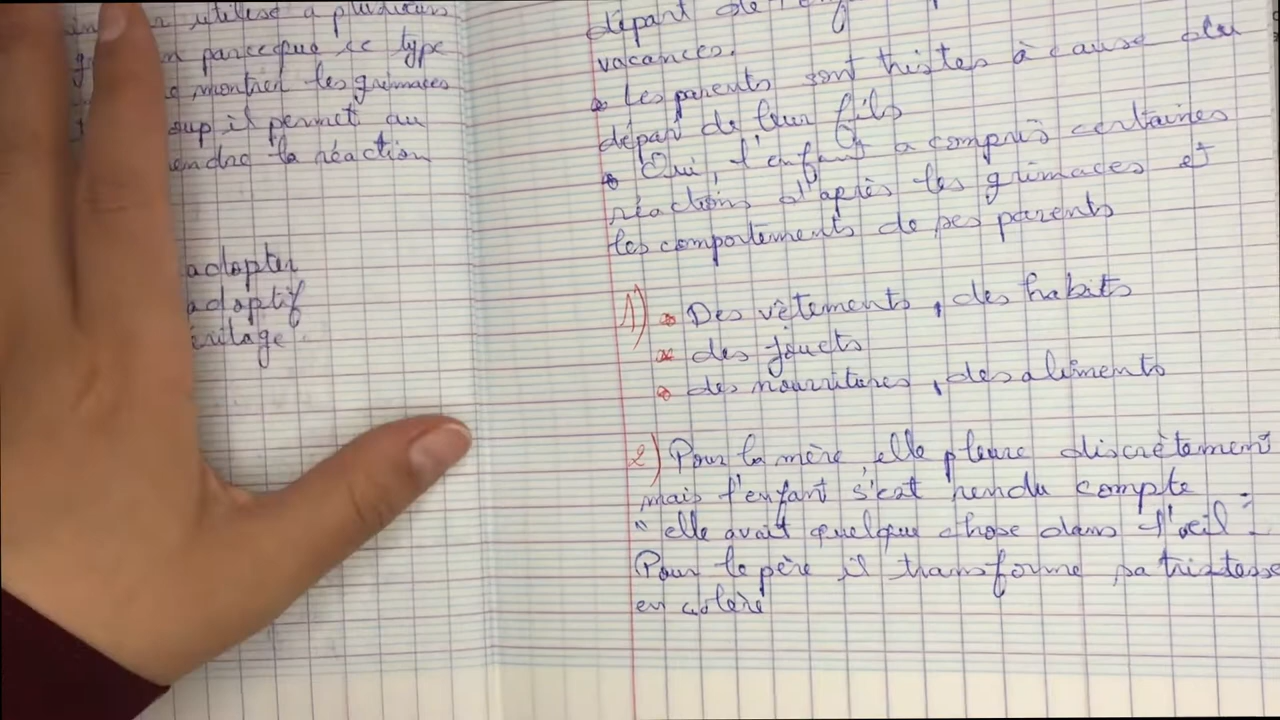 utilisé à plusieurs
parceque ce type
montrer les grimaces
il permet au
la réaction
adopter
adoptif
départ de
vacances.
les parents sont tristes à cause du
départ de leur fils
Oui, l'enfant a compris certaines
réactions d'après les grimaces et
les comportements de ses parents
1) Des vêtements, des habits
des jouets
des nourritures, des aliments
2) Pour la mère, elle pleure discrètement
mais l'enfant s'est rendu compte
"elle avait quelque chose dans l'œil"
Pour le père il transforme sa tristesse
en colère